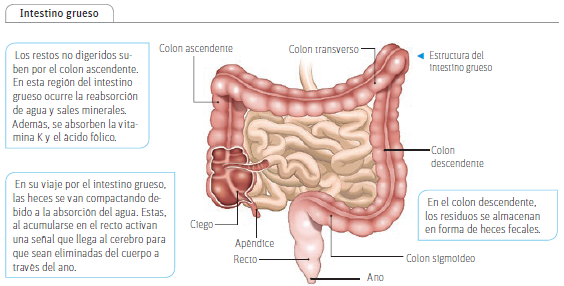 Intestino grueso
Los restos no digeridos su-
ben por el colon ascendente.
En esta región del intestino
grueso ocurre la reabsorción
de agua y sales minerales.
Además, se absorben la vita-
mina K y el ácido fólico.
En su viaje por el intestino grueso,
las heces se van compactando de-
bido a la absorción del agua. Estas,
al acumularse en el recto activan
una señal que llega al cerebro para
que sean eliminadas del cuerpo a
través del ano.
Colon ascendente
Colon transverso
Estructura del
intestino grueso
Colon
descendente
En el colon descendente,
los residuos se almacenan
en forma de heces fecales.
Ciego
Apéndice
Recto
Colon sigmoideo
Ano